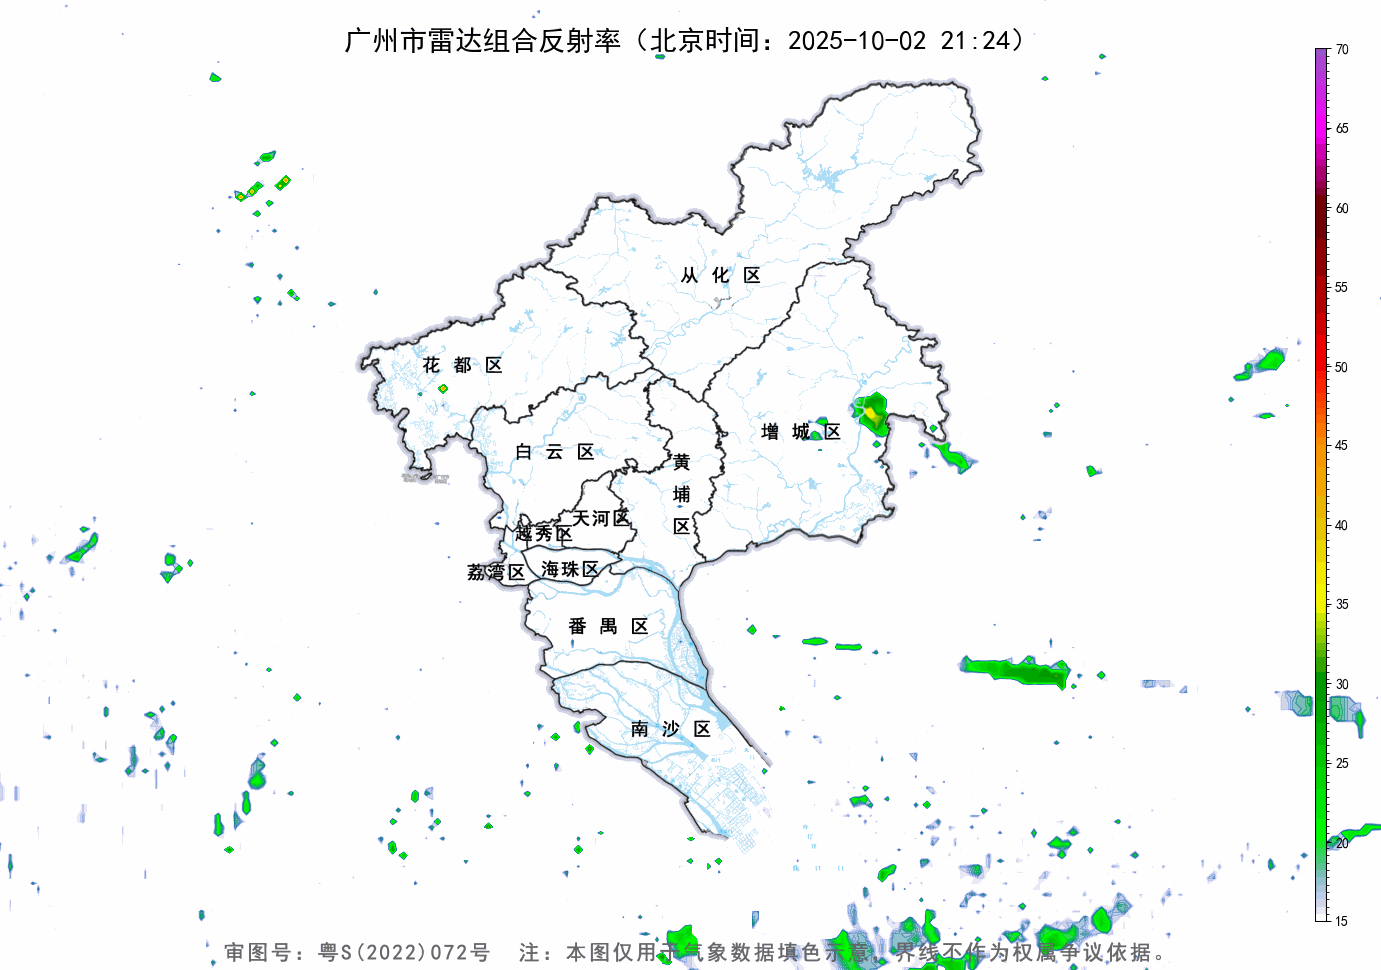 广州市雷达组合反射率（北京时间：2025-10-02 21:24）
70
65
60
55
50
45
40
35
30
25
20
15
从化区
花都区
增城区
白云区
黄埔区
天河区
越秀区
荔湾区
海珠区
番禺区
南沙区
审图号：粤S(2022)072号 注：本图仅用于气象数据填色示意，界线不作为权属争议依据。